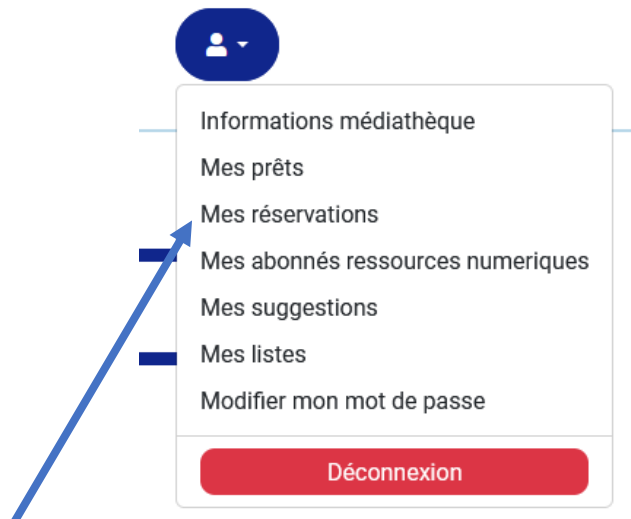 Informations médiathèque
Mes prêts
Mes réservations
Mes abonnés ressources numeriques
Mes suggestions
Mes listes
Modifier mon mot de passe
Déconnexion